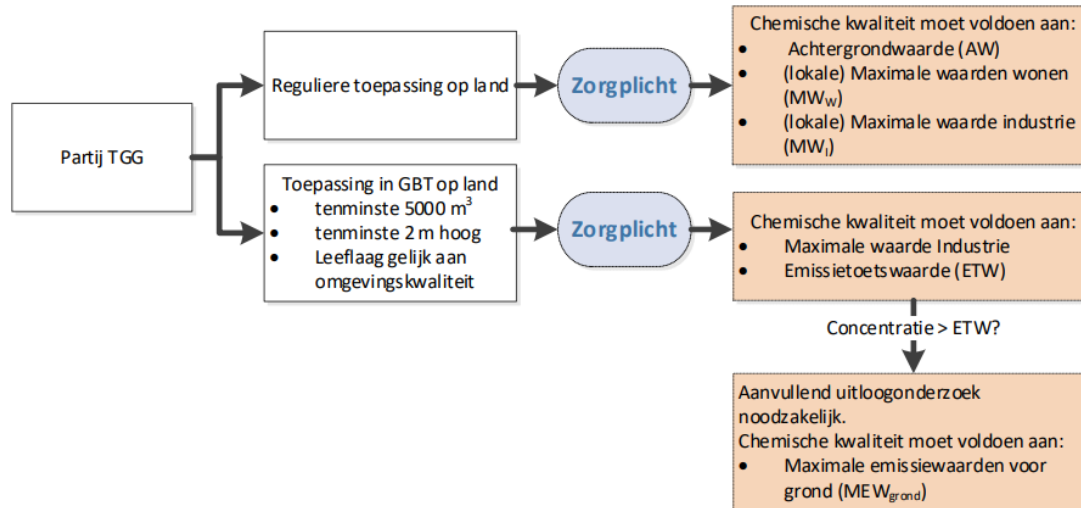 Partij TGG
Reguliere toepassing op land
Zorgplicht
Chemische kwaliteit moet voldoen aan:
• Achtergrondwaarde (AW)
• (lokale) Maximale waarden wonen
(MWW)
• (lokale) Maximale waarde industrie
(MWI)
Toepassing in GBT op land
• tenminste 5000 m³
• tenminste 2 m hoog
• Leeflaag gelijk aan
omgevingskwaliteit
Zorgplicht
Chemische kwaliteit moet voldoen aan:
• Maximale waarde Industrie
• Emissietoetswaarde (ETW)
Concentratie > ETW?
Aanvullend uitloogonderzoek
noodzakelijk.
Chemische kwaliteit moet voldoen aan:
• Maximale emissiewaarden voor
grond (MEWgrond)